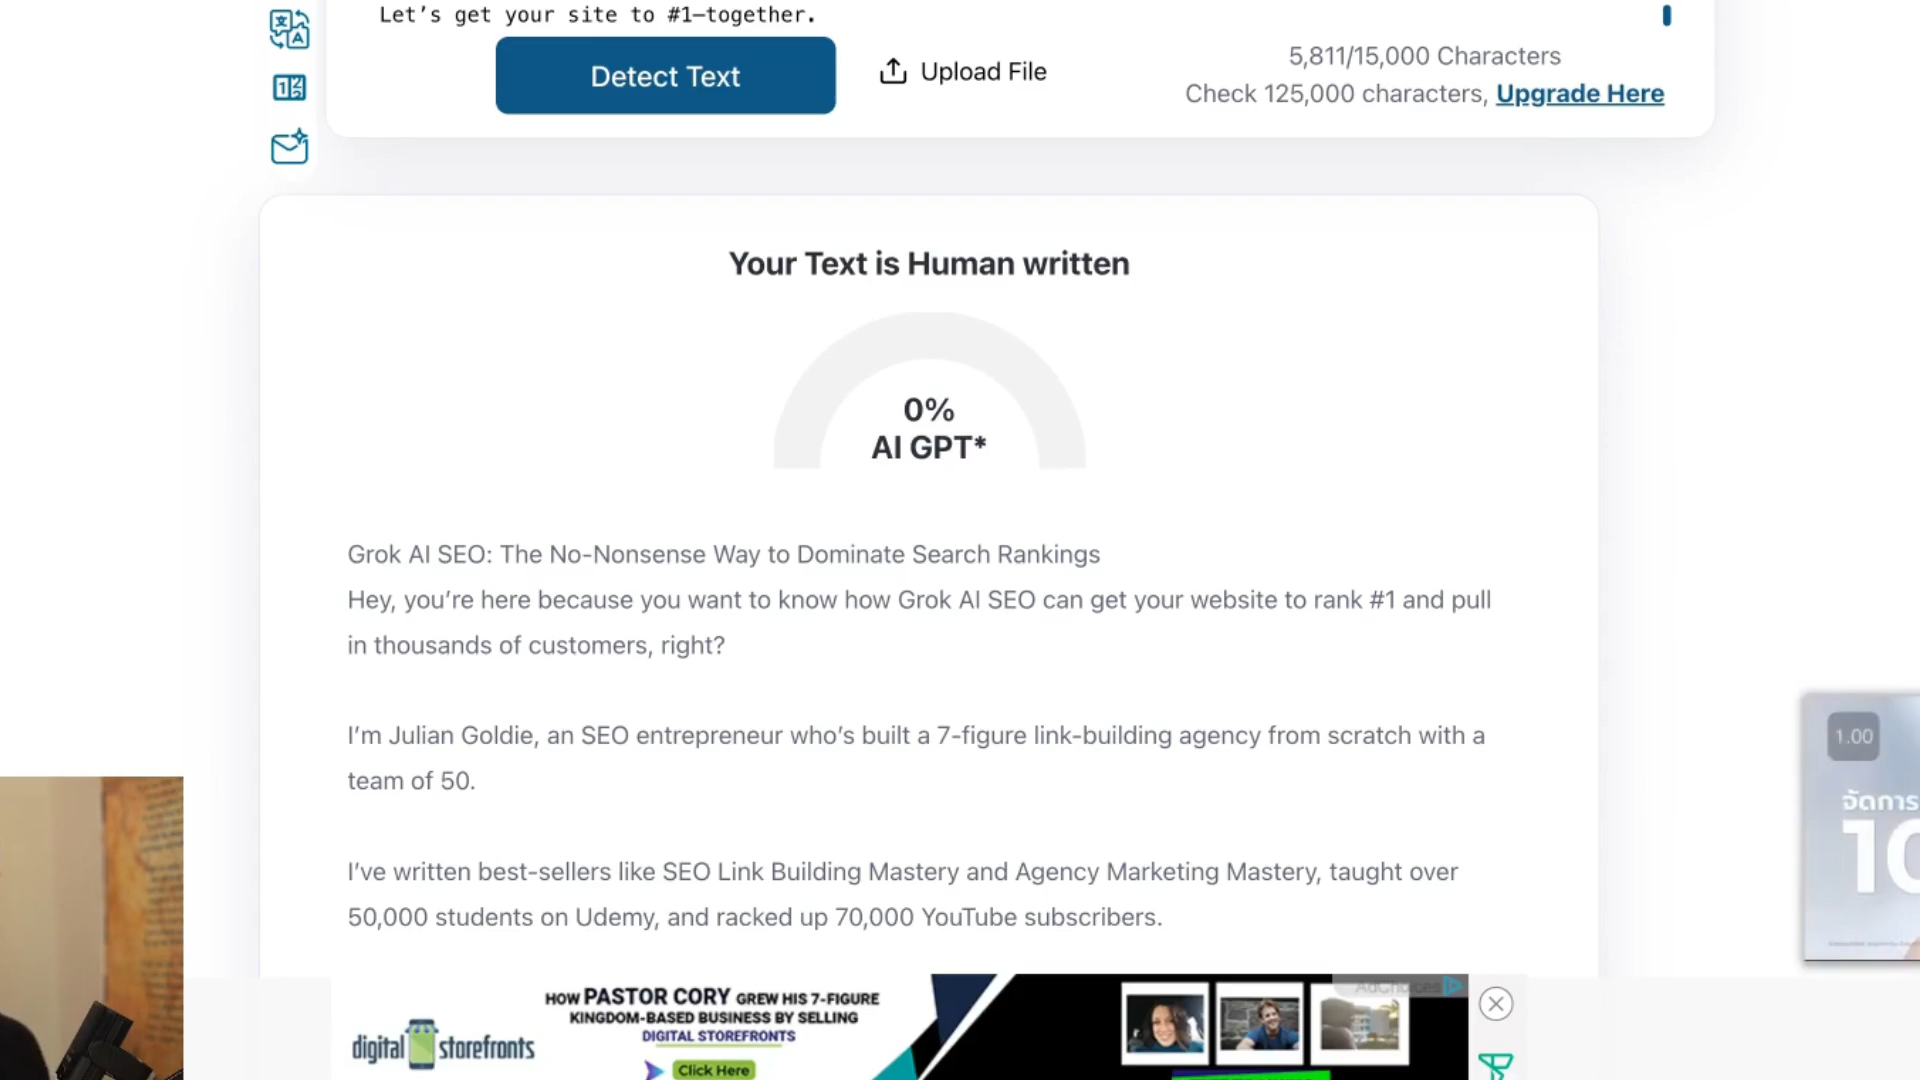 Let's get your site to #1—together.
Detect Text
Upload File
5,811/15,000 Characters
Check 125,000 characters, Upgrade Here
Your Text is Human written
0%
AI GPT*
Grok AI SEO: The No-Nonsense Way to Dominate Search Rankings
Hey, you're here because you want to know how Grok AI SEO can get your website to rank #1 and pull
in thousands of customers, right?
I'm Julian Goldie, an SEO entrepreneur who's built a 7-figure link-building agency from scratch with a
team of 50.
I've written best-sellers like SEO Link Building Mastery and Agency Marketing Mastery, taught over
50,000 students on Udemy, and racked up 70,000 YouTube subscribers.
1.00
จัดการ
10
HOW PASTOR CORY GREW HIS 7-FIGURE
KINGDOM-BASED BUSINESS BY SELLING
DIGITAL STOREFRONTS
digital storefronts
Click Here
AdChoices